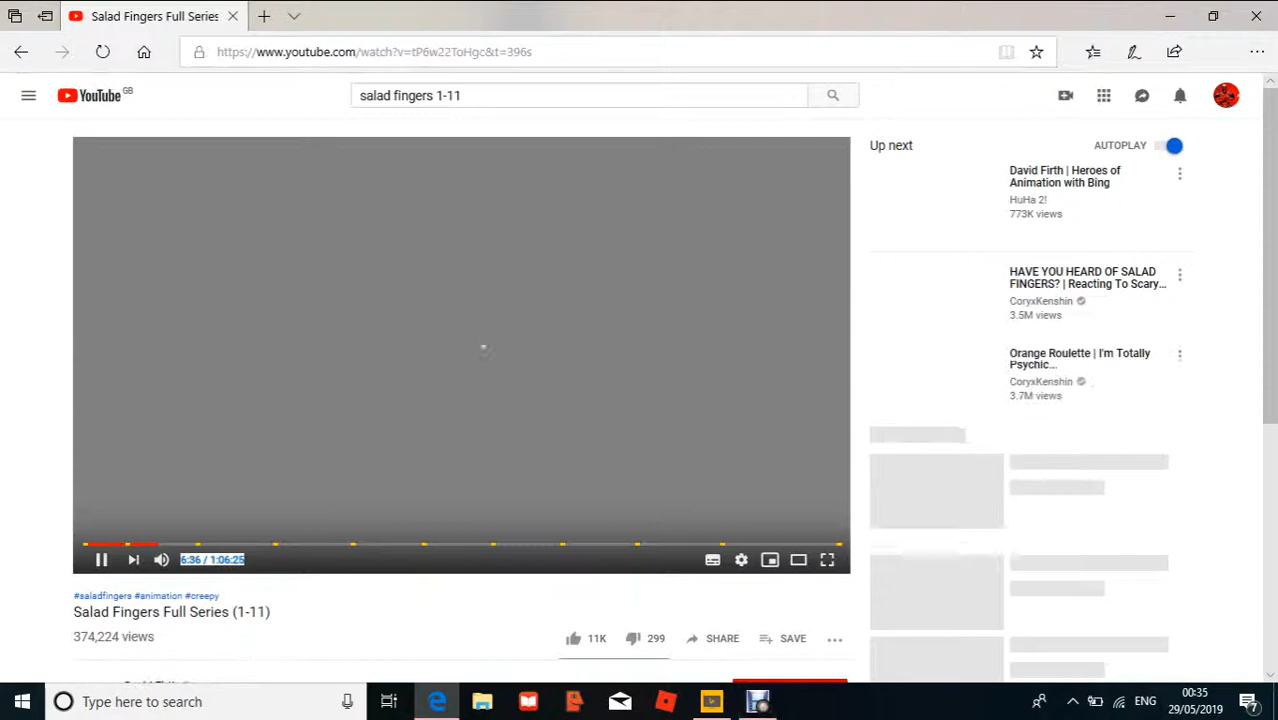 Salad Fingers Full Series
https://www.youtube.com/watch?v=tP6w22ToHgc&t=396s
YouTube GB
salad fingers 1-11
Up next
AUTOPLAY
David Firth | Heroes of
Animation with Bing
HuHa 2!
773K views
HAVE YOU HEARD OF SALAD
FINGERS? | Reacting To Scary...
CoryxKenshin
3.5M views
Orange Roulette | I'm Totally
Psychic...
CoryxKenshin
3.7M views
6:36 / 1:06:25
#saladfingers #animation #creepy
Salad Fingers Full Series (1-11)
374,224 views
11K
299
SHARE
SAVE
Type here to search
ENG
00:35
29/05/2019
7